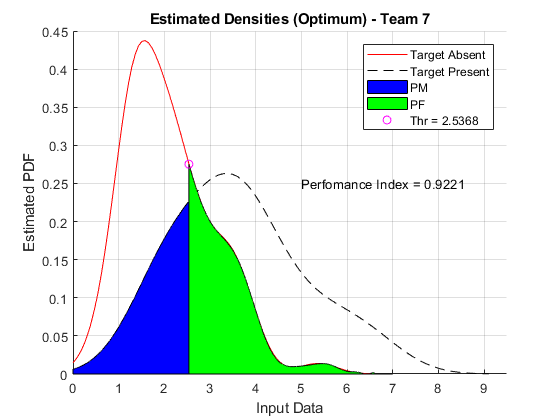 Estimated Densities (Optimum) - Team 7
Target Absent
Target Present
PM
PF
Thr = 2.5368
Perfomance Index = 0.9221
Estimated PDF
0.45
0.4
0.35
0.3
0.25
0.2
0.15
0.1
0.05
0
0 1 2 3 4 5 6 7 8 9
Input Data